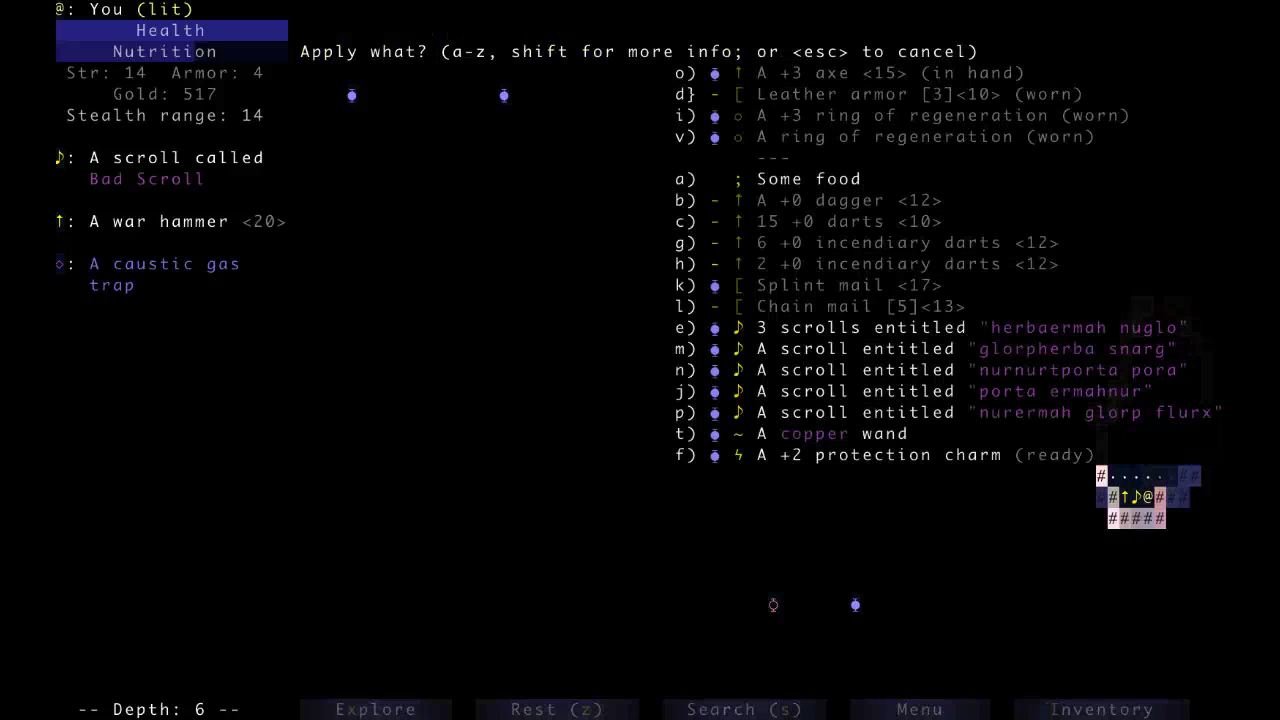 @: You (lit)
Health
Nutrition
Str: 14 Armor: 4
Gold: 517
Stealth range: 14
♪: A scroll called
Bad Scroll
↑: A war hammer <20>
◇: A caustic gas
trap
Apply what? (a-z, shift for more info; or <esc> to cancel)
o) ↑ A +3 axe <15> (in hand)
d} - [ Leather armor [3]<10> (worn)
i) ○ A +3 ring of regeneration (worn)
v) ○ A ring of regeneration (worn)
---
a) ; Some food
b) - ↑ A +0 dagger <12>
c) - ↑ 15 +0 darts <10>
g) - ↑ 6 +0 incendiary darts <12>
h) - ↑ 2 +0 incendiary darts <12>
k) [ Splint mail <17>
l) - [ Chain mail [5]<13>
e) ♪ 3 scrolls entitled "herbaermah nuglo"
m) ♪ A scroll entitled "glorpherba snarg"
n) ♪ A scroll entitled "nurnurtporta pora"
j) ♪ A scroll entitled "porta ermahnur"
p) ♪ A scroll entitled "nurermah glorp flurx"
t) ~ A copper wand
f) ϟ A +2 protection charm (ready)
#.....##
##↑♪@###
#####
-- Depth: 6 --
Explore
Rest (z)
Search (s)
Menu
Inventory